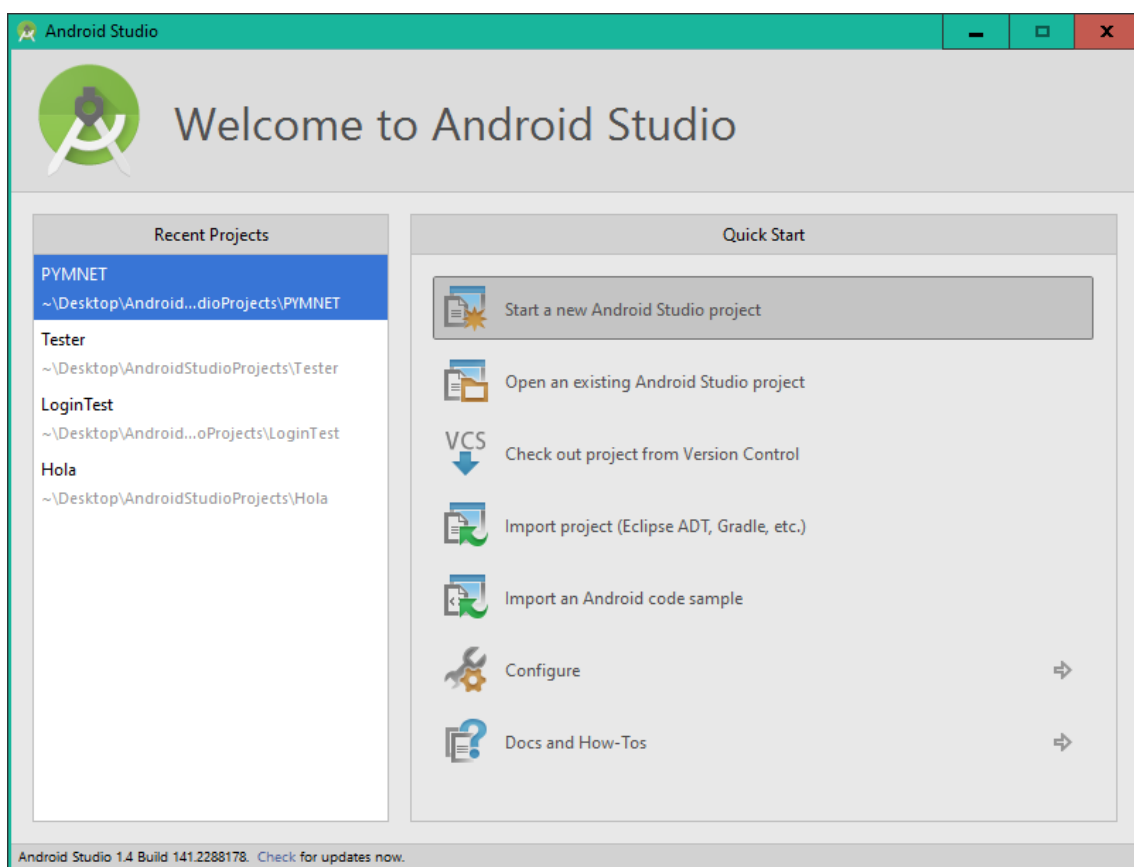 Android Studio
Welcome to Android Studio
Recent Projects
PYMNET
~\Desktop\Android...dioProjects\PYMNET
Tester
~\Desktop\AndroidStudioProjects\Tester
LoginTest
~\Desktop\Android...oProjects\LoginTest
Hola
~\Desktop\AndroidStudioProjects\Hola
Quick Start
Start a new Android Studio project
Open an existing Android Studio project
VCS
Check out project from Version Control
Import project (Eclipse ADT, Gradle, etc.)
Import an Android code sample
Configure
Docs and How-Tos
Android Studio 1.4 Build 141.2288178. Check for updates now.